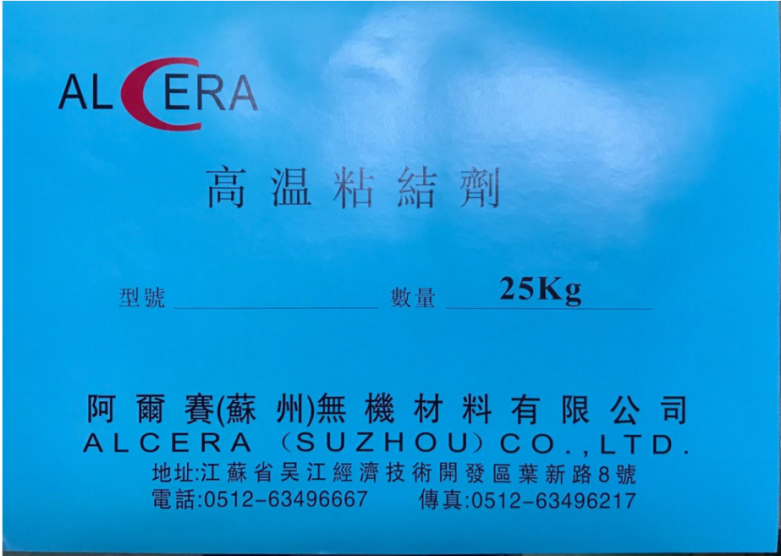 ALCERA
高温粘結劑
型號 數量 25Kg
阿爾賽(蘇州)無機材料有限公司
ALCERA (SUZHOU) CO.,LTD.
地址:江蘇省吴江經濟技術開發區葉新路8號
電話:0512-63496667 傳真:0512-63496217